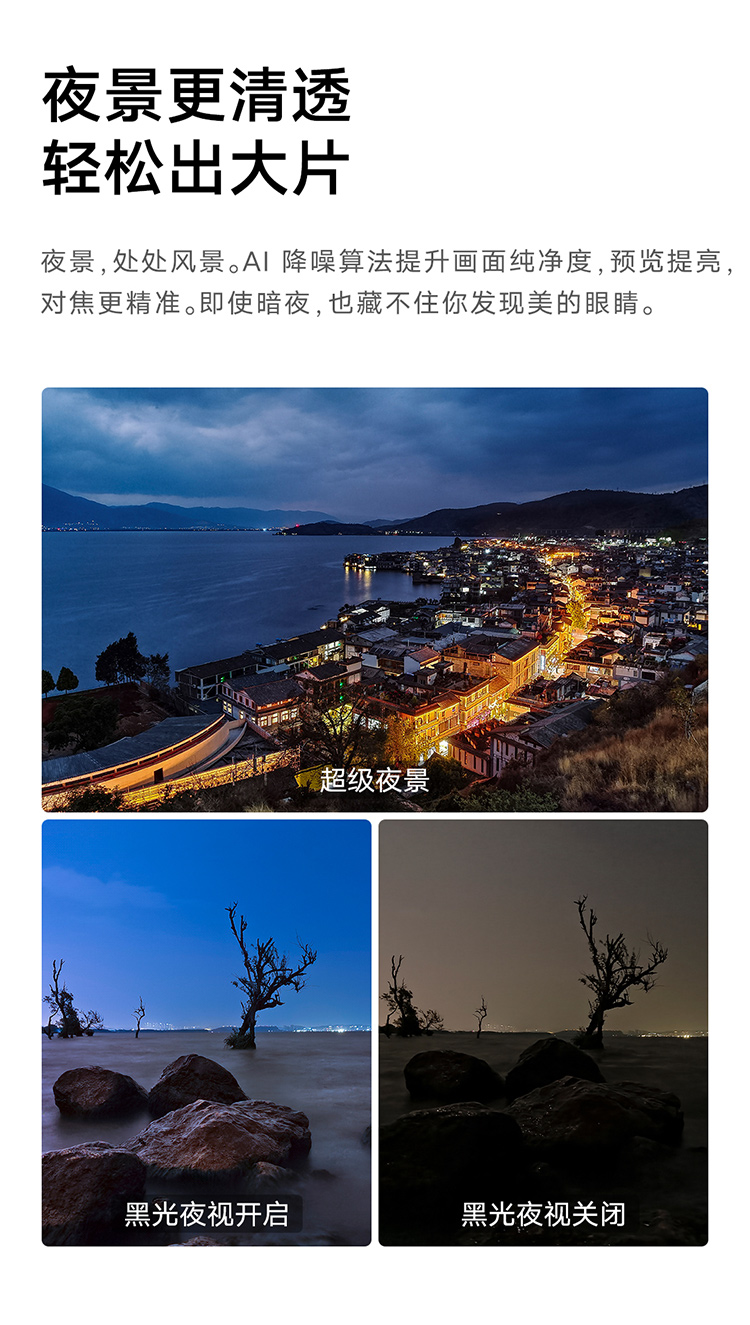 夜景更清透
轻松出大片
夜景,处处风景。AI 降噪算法提升画面纯净度,预览提亮,
对焦更精准。即使暗夜,也藏不住你发现美的眼睛。
超级夜景
黑光夜视开启
黑光夜视关闭